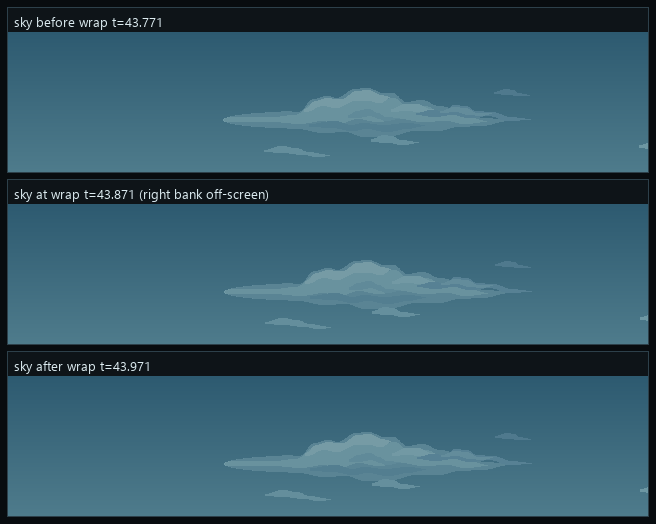 sky before wrap t=43.771
sky at wrap t=43.871 (right bank off-screen)
sky after wrap t=43.971